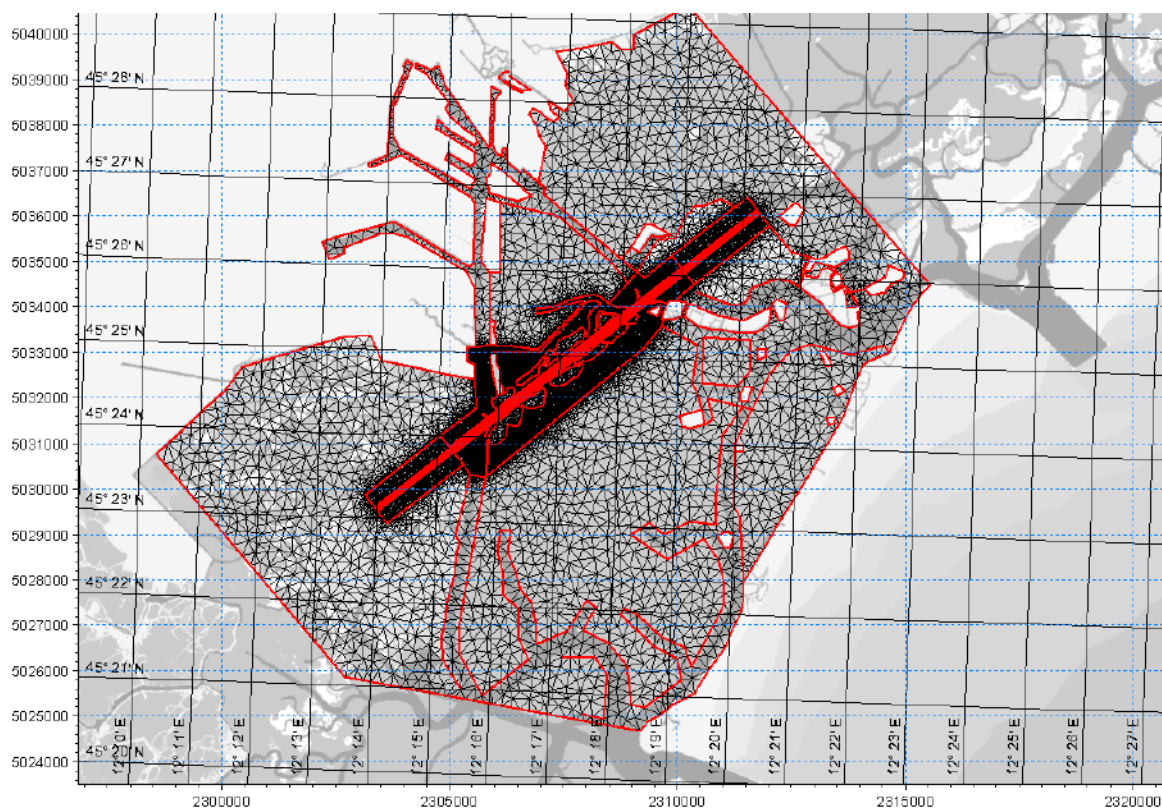 5040000
5039000
45° 28' N
5038000
5037000
45° 27' N
5036000
45° 26' N
5035000
5034000
45° 25' N
5033000
5032000
45° 24' N
5031000
5030000
45° 23' N
5029000
5028000
45° 22' N
5027000
5026000
45° 21' N
5025000
45° 20' N
5024000
12° 10' E
12° 11' E
12° 12' E
12° 13' E
12° 14' E
12° 15' E
12° 16' E
12° 17' E
12° 18' E
12° 19' E
12° 20' E
12° 21' E
12° 22' E
12° 23' E
12° 24' E
12° 25' E
12° 26' E
12° 27' E
2300000 2305000 2310000 2315000 2320000